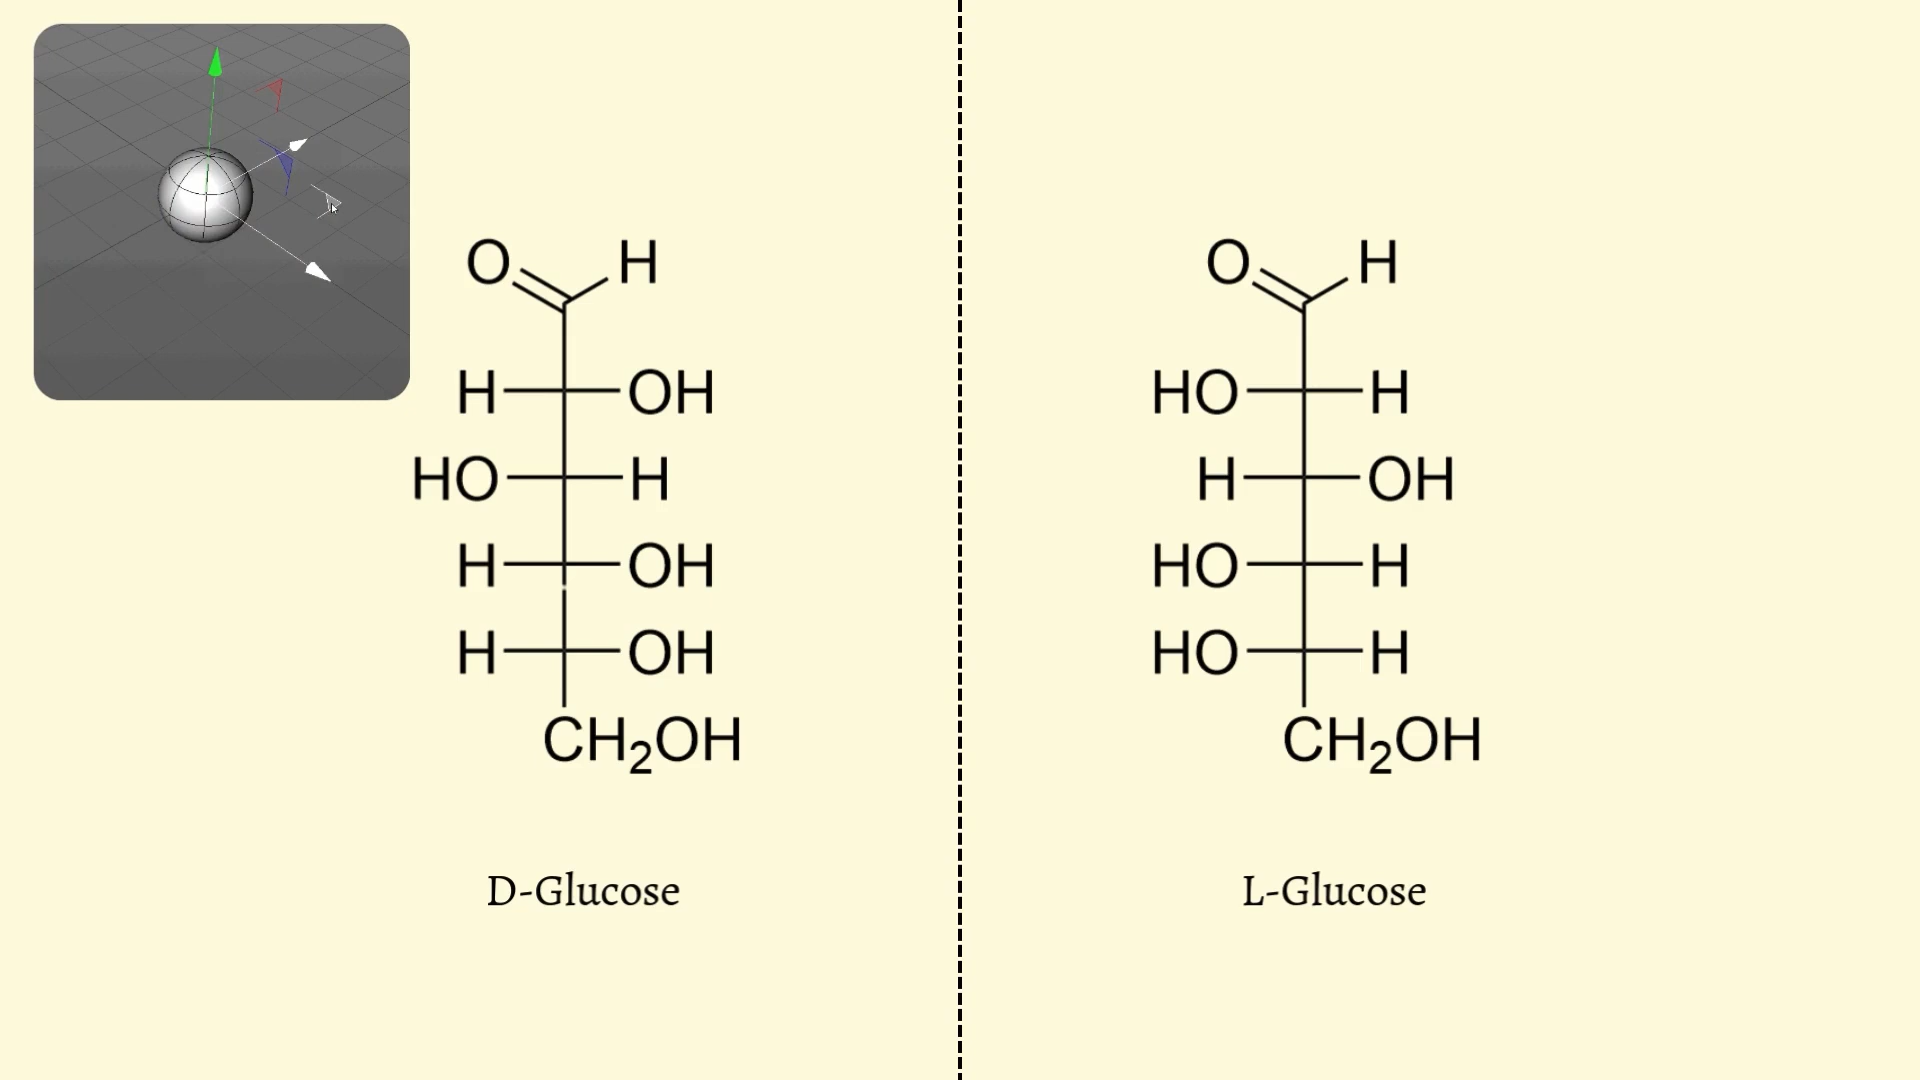 O H
H OH
HO H
H OH
H OH
CH₂OH
D-Glucose
O H
HO H
H OH
HO H
HO H
CH₂OH
L-Glucose